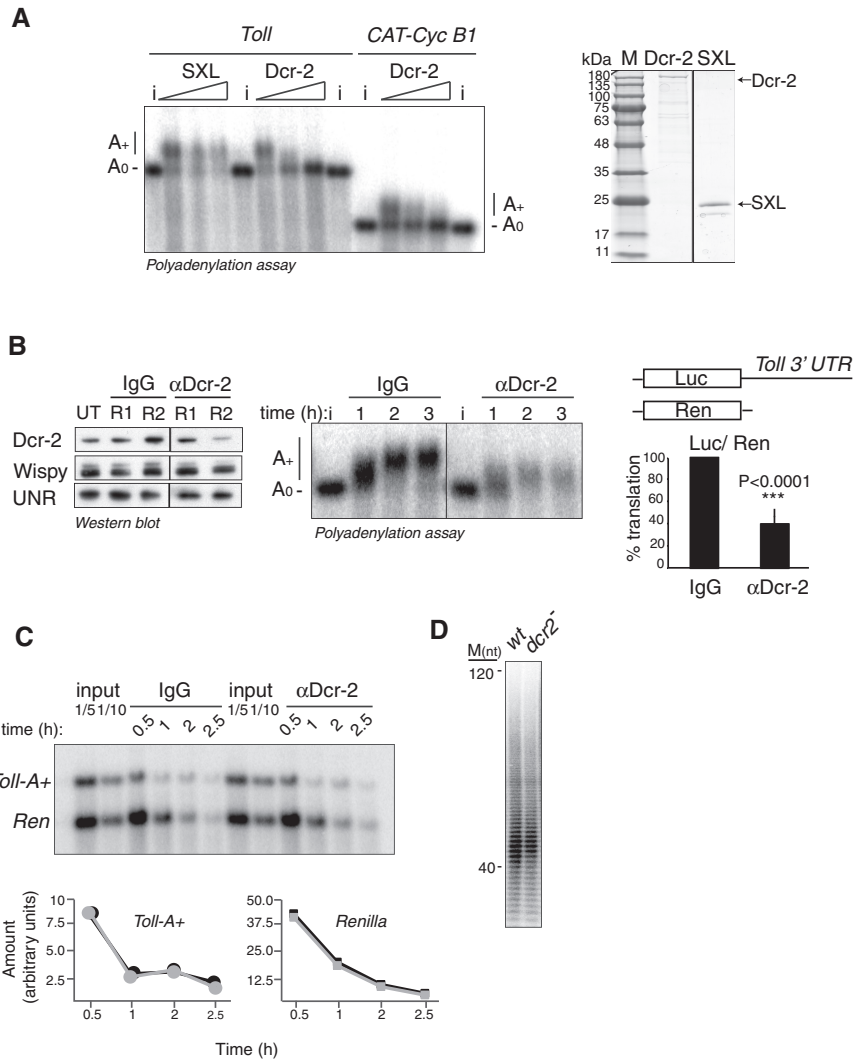 A
Toll CAT-Cyc B1
SXL Dcr-2 Dcr-2
i i i i i
A+
A0 -
A+
- A0
Polyadenylation assay
kDa M Dcr-2 SXL
180
135
100
75
63
48
35
25
17
11
←Dcr-2
←SXL
B
IgG αDcr-2
UT R1 R2 R1 R2
Dcr-2
Wispy
UNR
Western blot
IgG αDcr-2
time (h): i 1 2 3 i 1 2 3
A+
A0 -
Polyadenylation assay
Toll 3' UTR
Luc
Ren
Luc/ Ren
% translation
100
80
60
40
20
0
P<0.0001
***
IgG αDcr-2
C
input IgG input αDcr-2
1/5 1/10 1/5 1/10
time (h): 0.5 1 2 2.5 0.5 1 2 2.5
Toll-A+
Ren
Amount
(arbitrary units)
10
7.5
5.0
2.5
Toll-A+
0.5 1 2 2.5
50.0
37.5
25.0
12.5
Renilla
0.5 1 2 2.5
Time (h)
D
M(nt) wt dcr2-
120 -
40 -